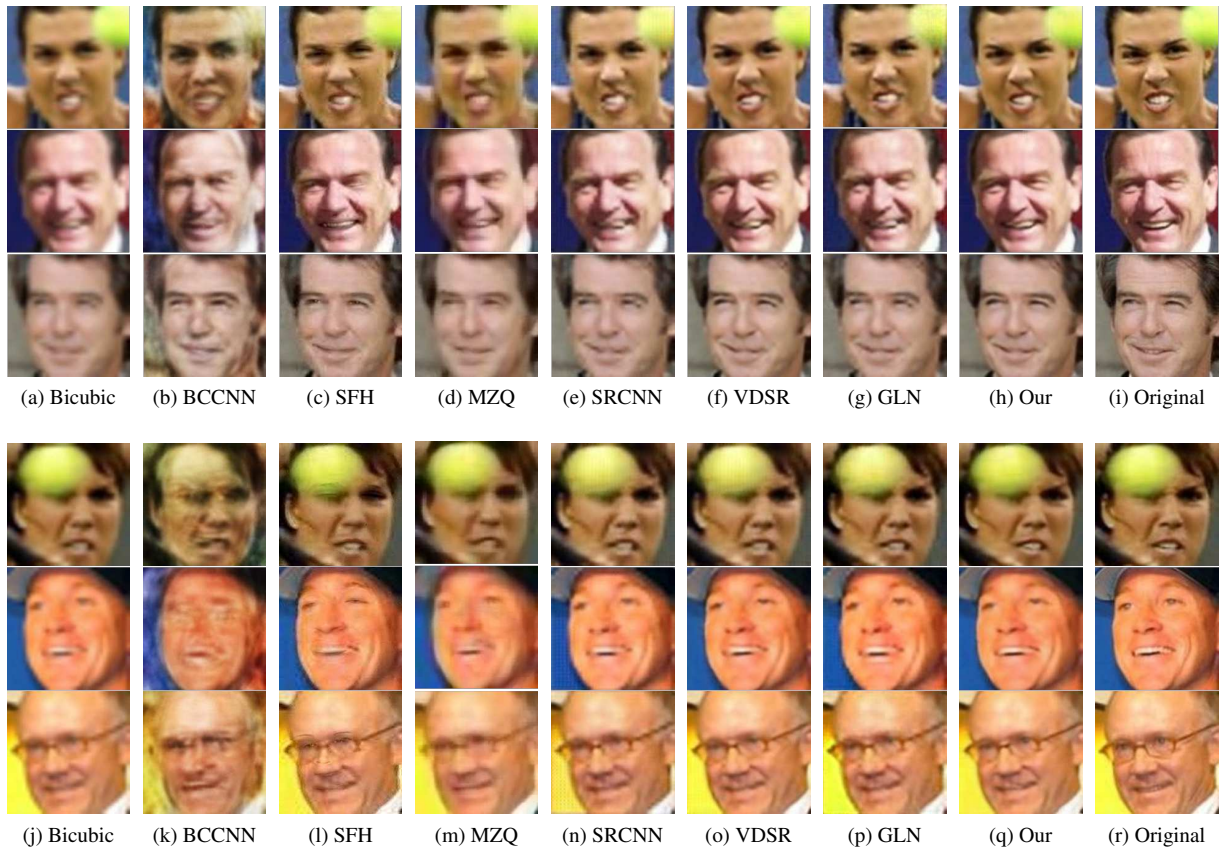 (a) Bicubic (b) BCCNN (c) SFH (d) MZQ (e) SRCNN (f) VDSR (g) GLN (h) Our (i) Original
(j) Bicubic (k) BCCNN (l) SFH (m) MZQ (n) SRCNN (o) VDSR (p) GLN (q) Our (r) Original